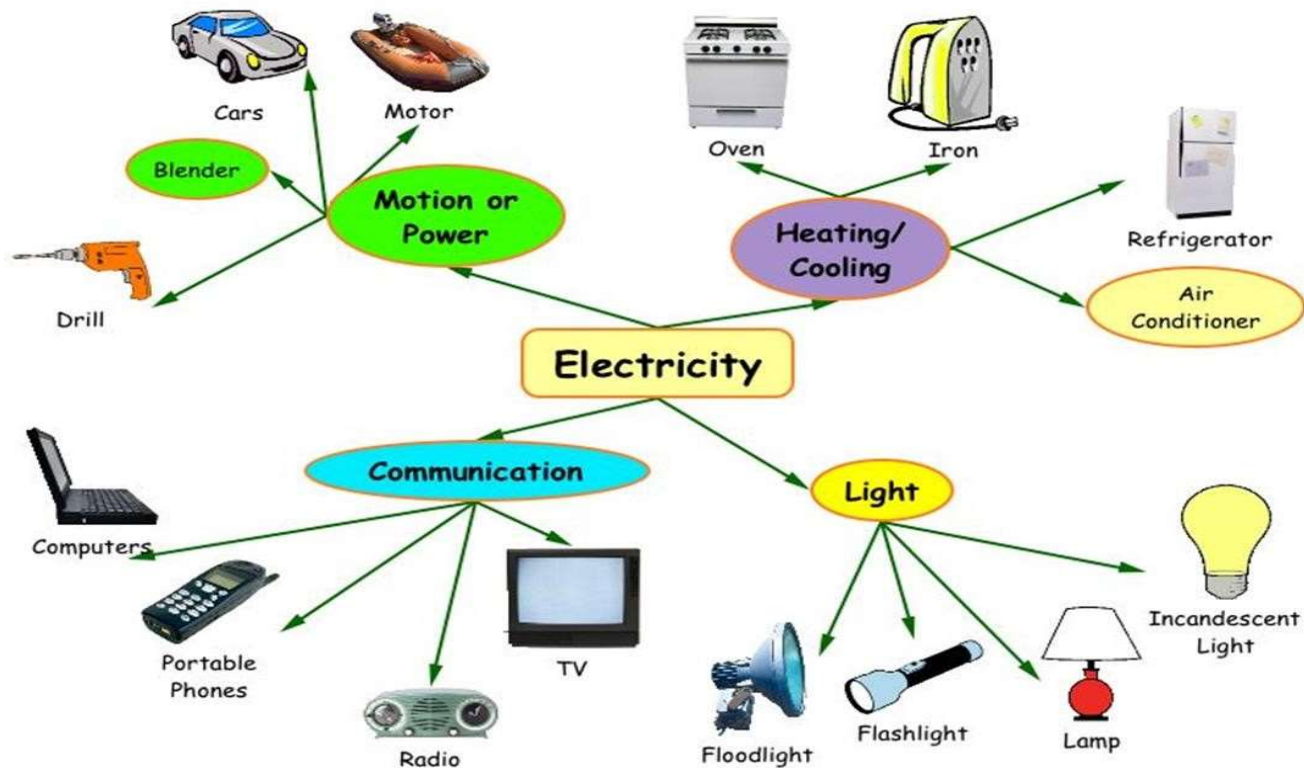 Cars
Motor
Blender
Motion or
Power
Drill
Oven
Iron
Heating/
Cooling
Refrigerator
Air
Conditioner
Electricity
Communication
Computers
Portable
Phones
Radio
TV
Light
Floodlight
Flashlight
Lamp
Incandescent
Light